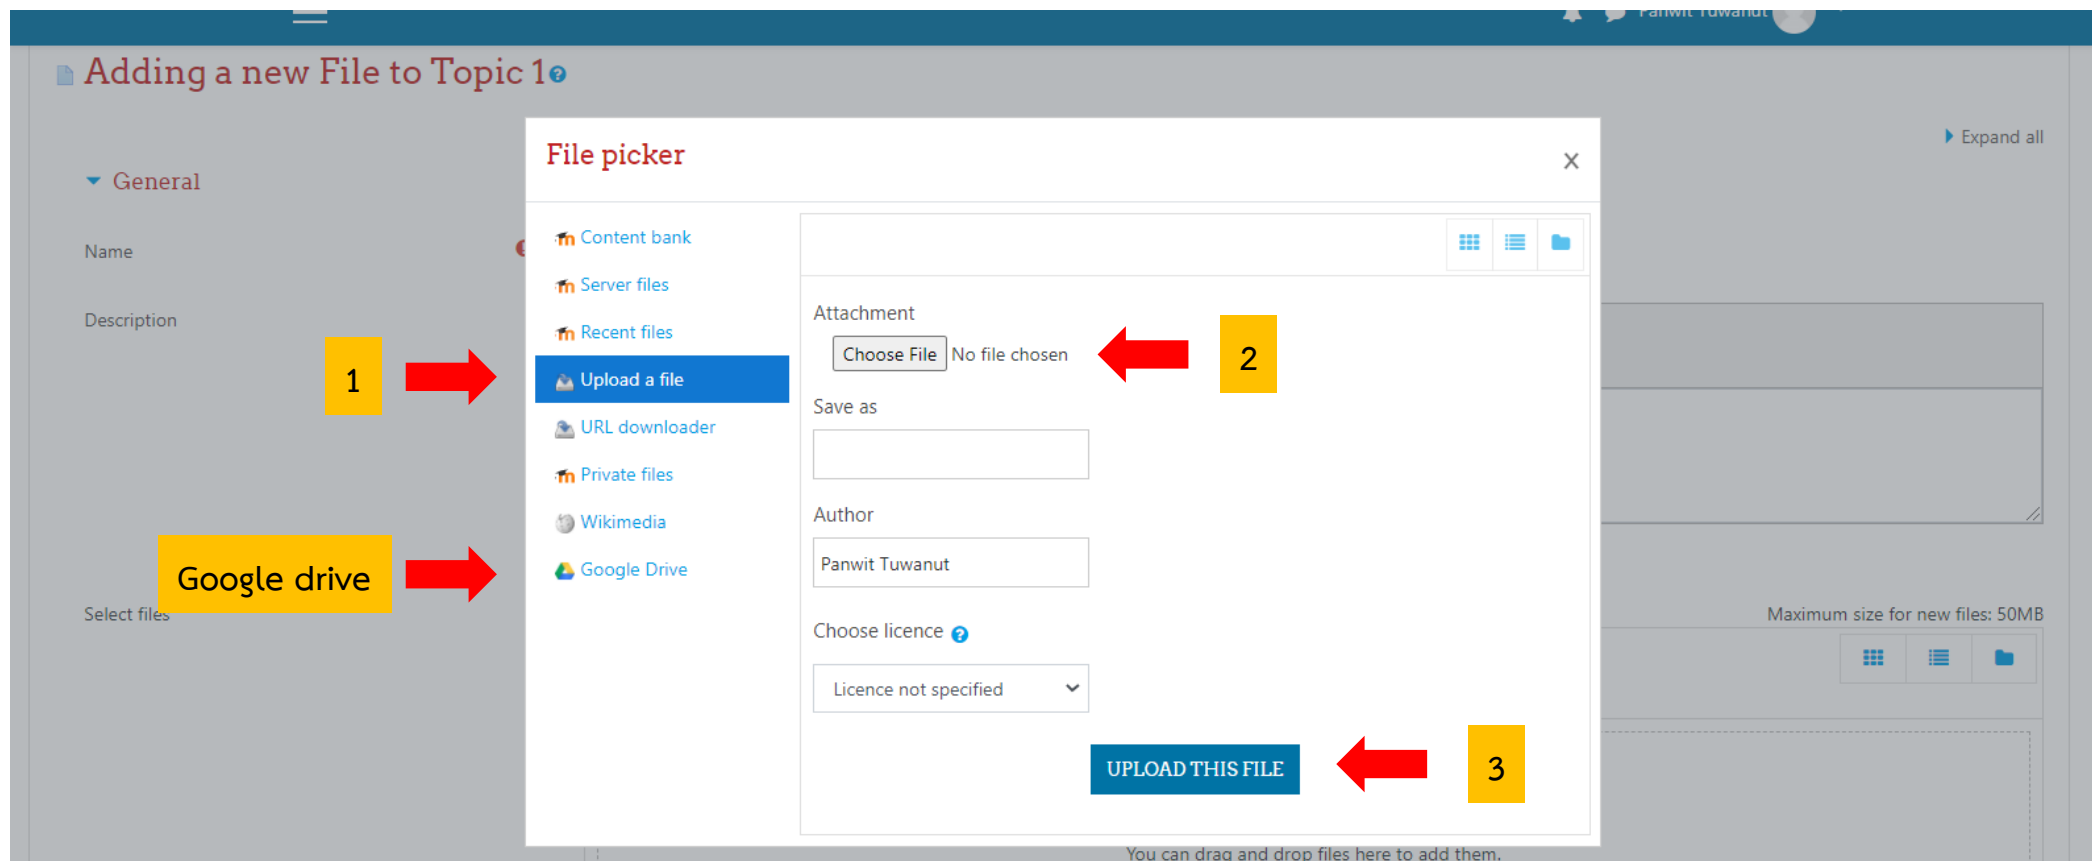 Panwit Tuwanut
Adding a new File to Topic 1
Expand all
General
Name
Description
Select files
Maximum size for new files: 50MB
File picker
Content bank
Server files
Recent files
Upload a file
URL downloader
Private files
Wikimedia
Google Drive
Attachment
Choose File No file chosen
Save as
Author
Panwit Tuwanut
Choose licence
Licence not specified
UPLOAD THIS FILE
1
2
3
Google drive
You can drag and drop files here to add them.